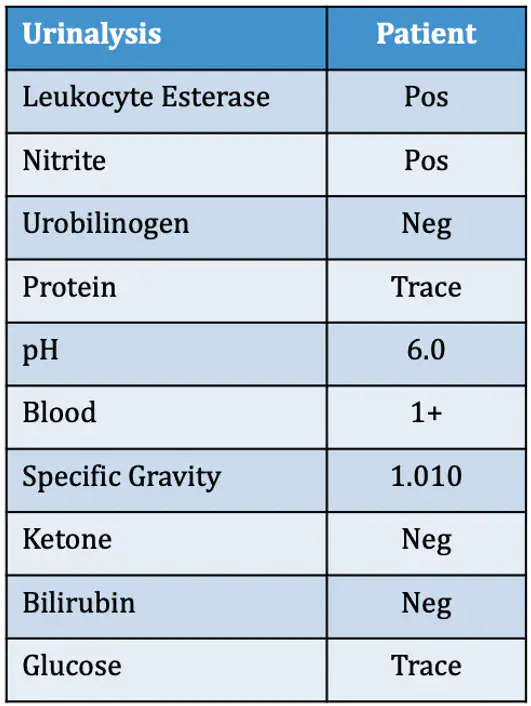 Urinalysis Patient
Leukocyte Esterase Pos
Nitrite Pos
Urobilinogen Neg
Protein Trace
pH 6.0
Blood 1+
Specific Gravity 1.010
Ketone Neg
Bilirubin Neg
Glucose Trace